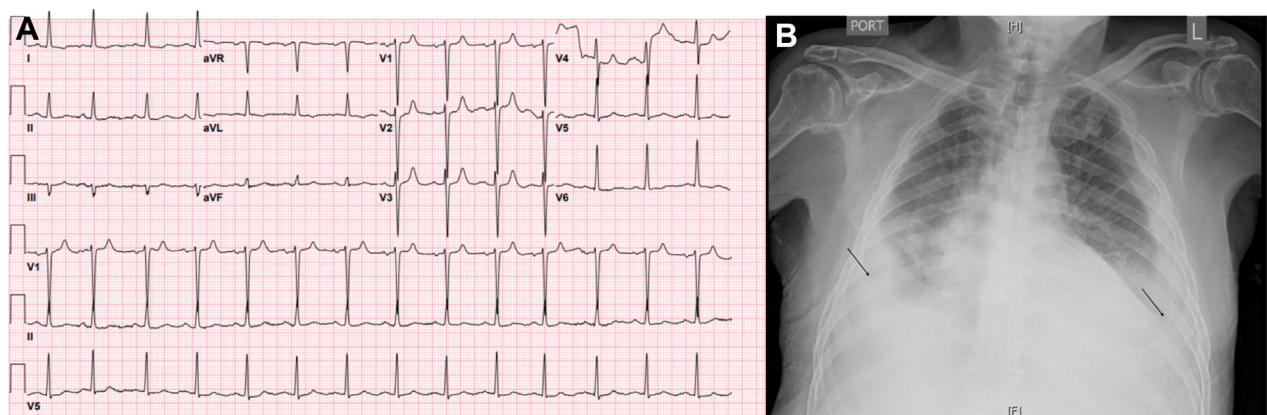 A
I aVR V1 V4
II aVL V2 V5
III aVF V3 V6
V1
II
V5
B
PORT [H] L
[F]